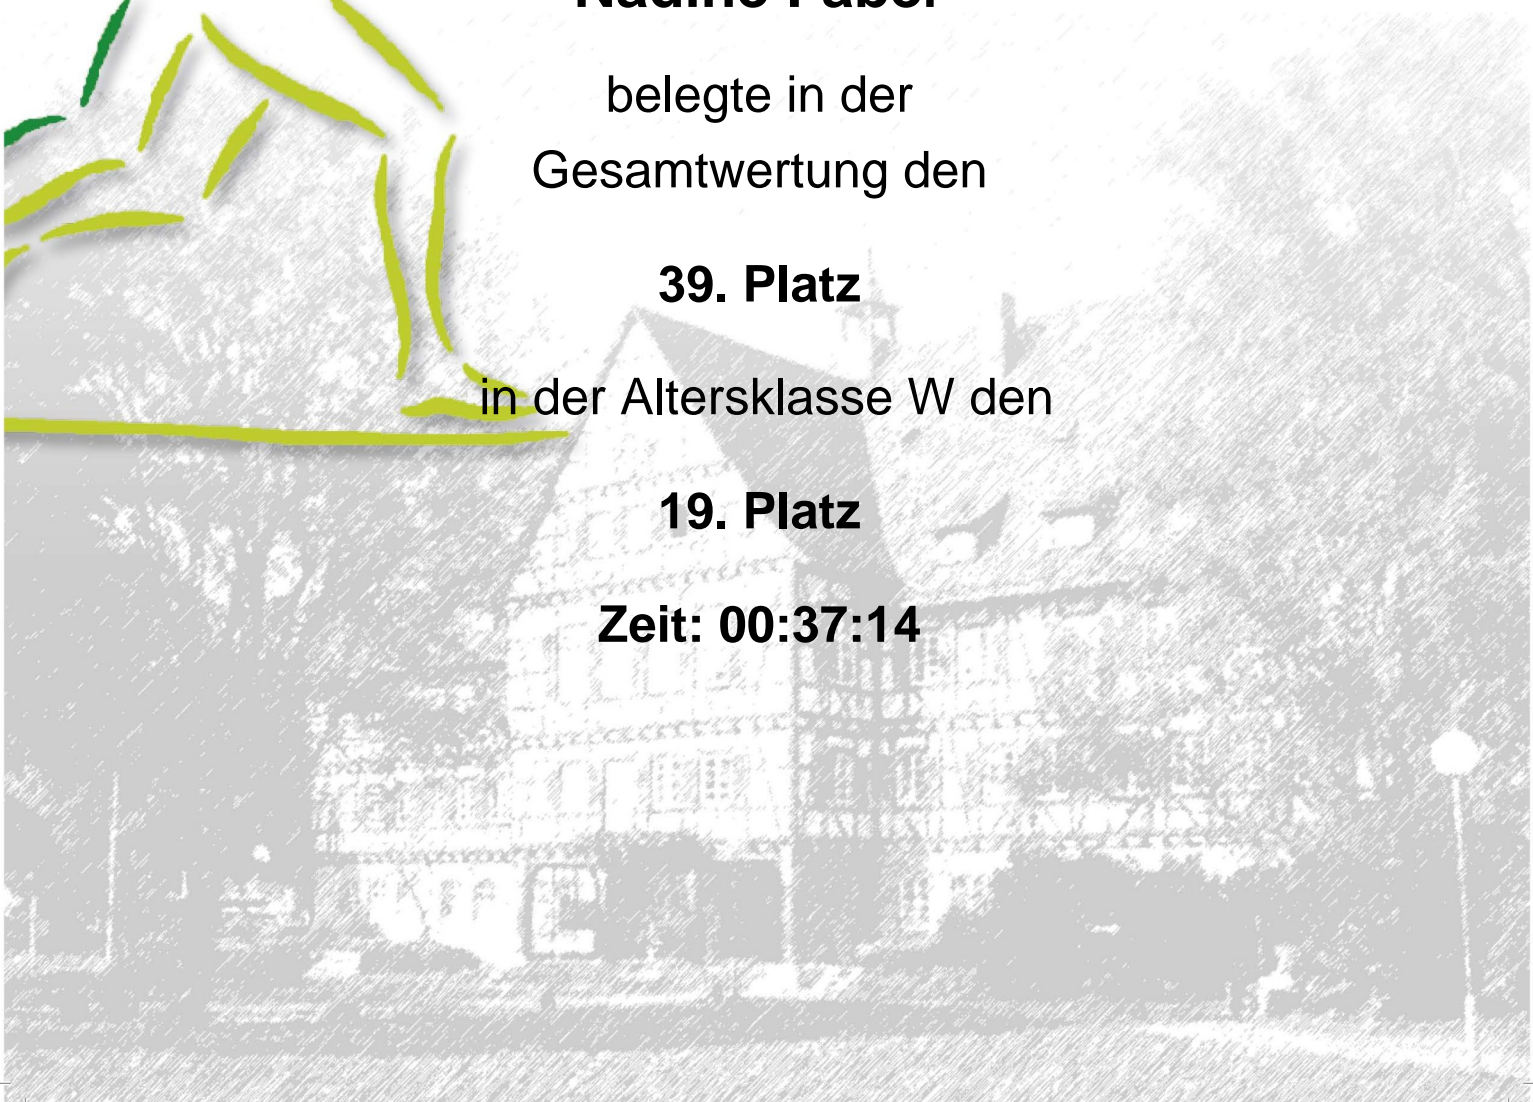 belegte in der
Gesamtwertung den
39. Platz
in der Altersklasse W den
19. Platz
Zeit: 00:37:14